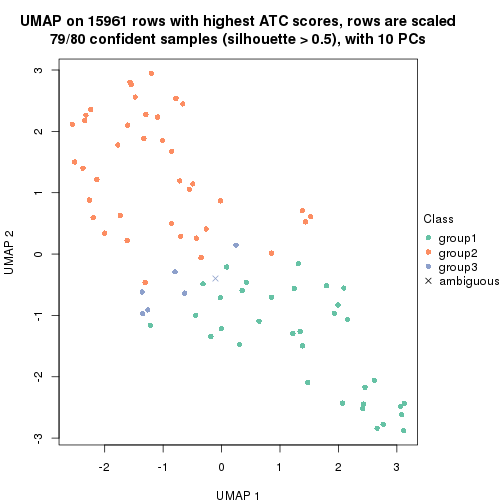 UMAP on 15961 rows with highest ATC scores, rows are scaled
79/80 confident samples (silhouette > 0.5), with 10 PCs
3
2
1
0
-1
-2
-3
UMAP 2
-2 -1 0 1 2 3
UMAP 1
Class
group1
group2
group3
ambiguous